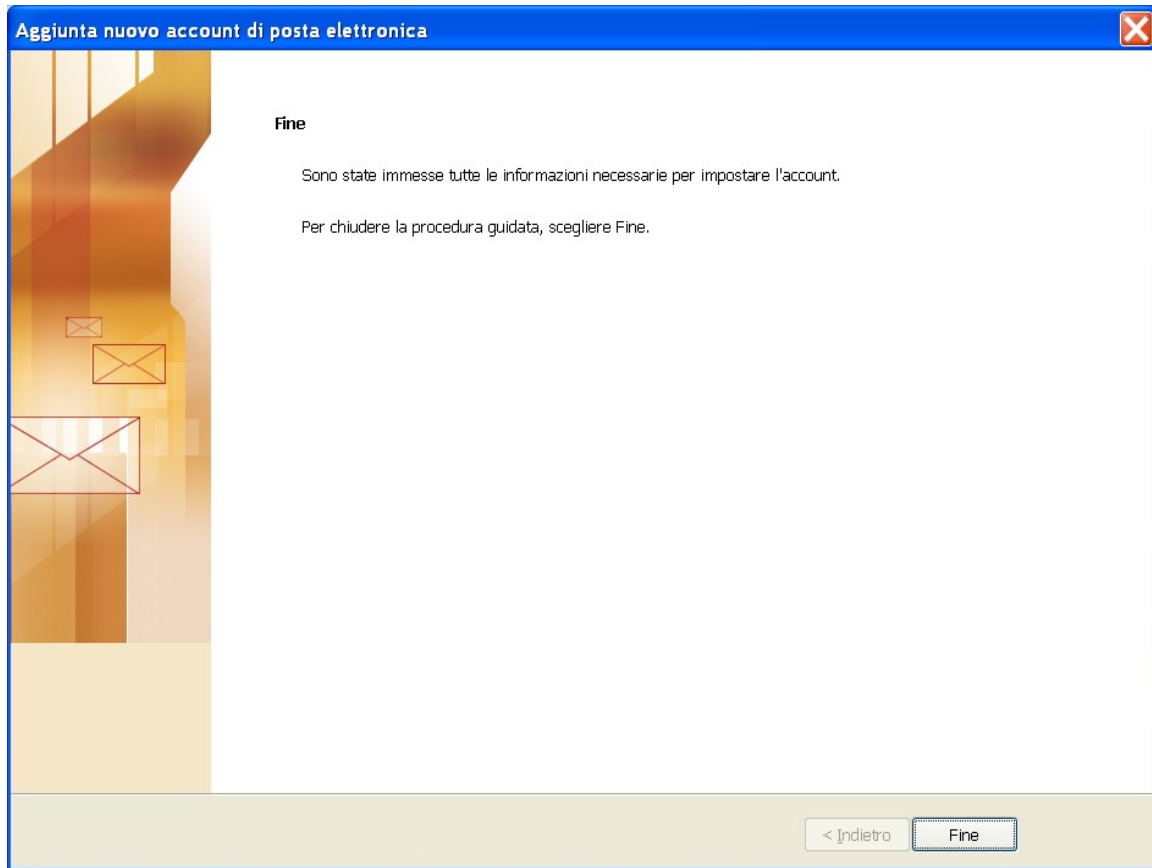 Aggiunta nuovo account di posta elettronica
Fine
Sono state immesse tutte le informazioni necessarie per impostare l'account.
Per chiudere la procedura guidata, scegliere Fine.
< Indietro
Fine